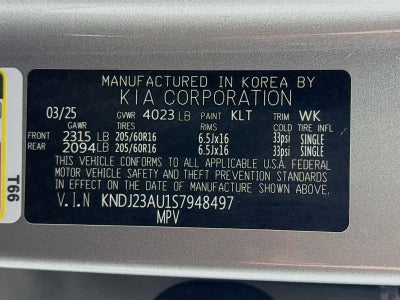 MANUFACTURED IN KOREA BY
KIA CORPORATION
03/25 GVWR 4023 LB PAINT KLT TRIM WK
GAWR TIRES RIMS COLD TIRE INFL
FRONT 2315 LB 205/60R16 6.5Jx16 33psi SINGLE
REAR 2094 LB 205/60R16 6.5Jx16 33psi SINGLE
THIS VEHICLE CONFORMS TO ALL APPLICABLE U.S.A. FEDERAL
MOTOR VEHICLE SAFETY AND THEFT PREVENTION STANDARDS
IN EFFECT ON THE DATE OF MANUFACTURE SHOWN ABOVE.
V.I.N KNDJ23AU1S7948497
MPV
T66